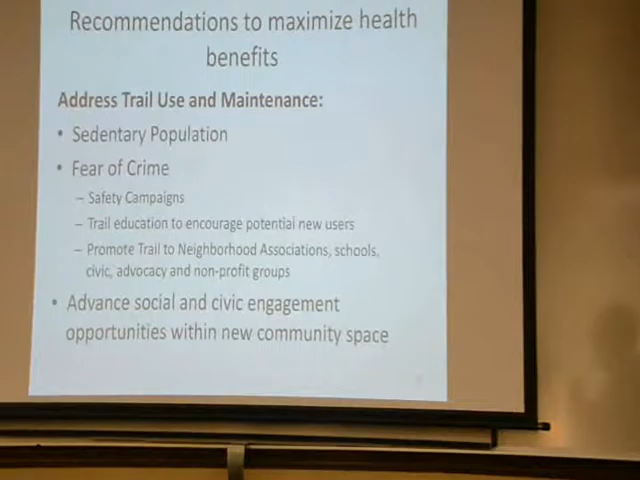 Recommendations to maximize health
benefits
Address Trail Use and Maintenance:
• Sedentary Population
• Fear of Crime
– Safety Campaigns
– Trail education to encourage potential new users
– Promote Trail to Neighborhood Associations, schools,
civic, advocacy and non-profit groups
• Advance social and civic engagement
opportunities within new community space